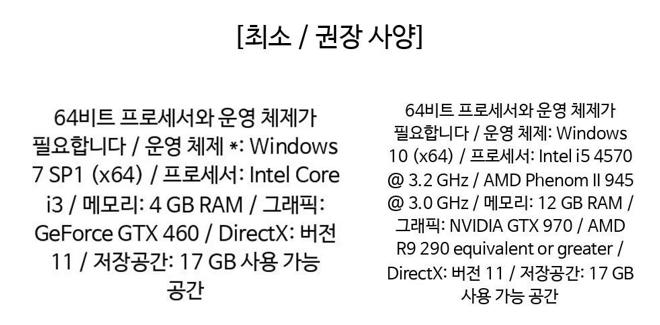 [최소 / 권장 사양]
64비트 프로세서와 운영 체제가
필요합니다 / 운영 체제 *: Windows
7 SP1 (x64) / 프로세서: Intel Core
i3 / 메모리: 4 GB RAM / 그래픽:
GeForce GTX 460 / DirectX: 버전
11 / 저장공간: 17 GB 사용 가능
공간
64비트 프로세서와 운영 체제가
필요합니다 / 운영 체제: Windows
10 (x64) / 프로세서: Intel i5 4570
@ 3.2 GHz / AMD Phenom II 945
@ 3.0 GHz / 메모리: 12 GB RAM /
그래픽: NVIDIA GTX 970 / AMD
R9 290 equivalent or greater /
DirectX: 버전 11 / 저장공간: 17 GB
사용 가능 공간